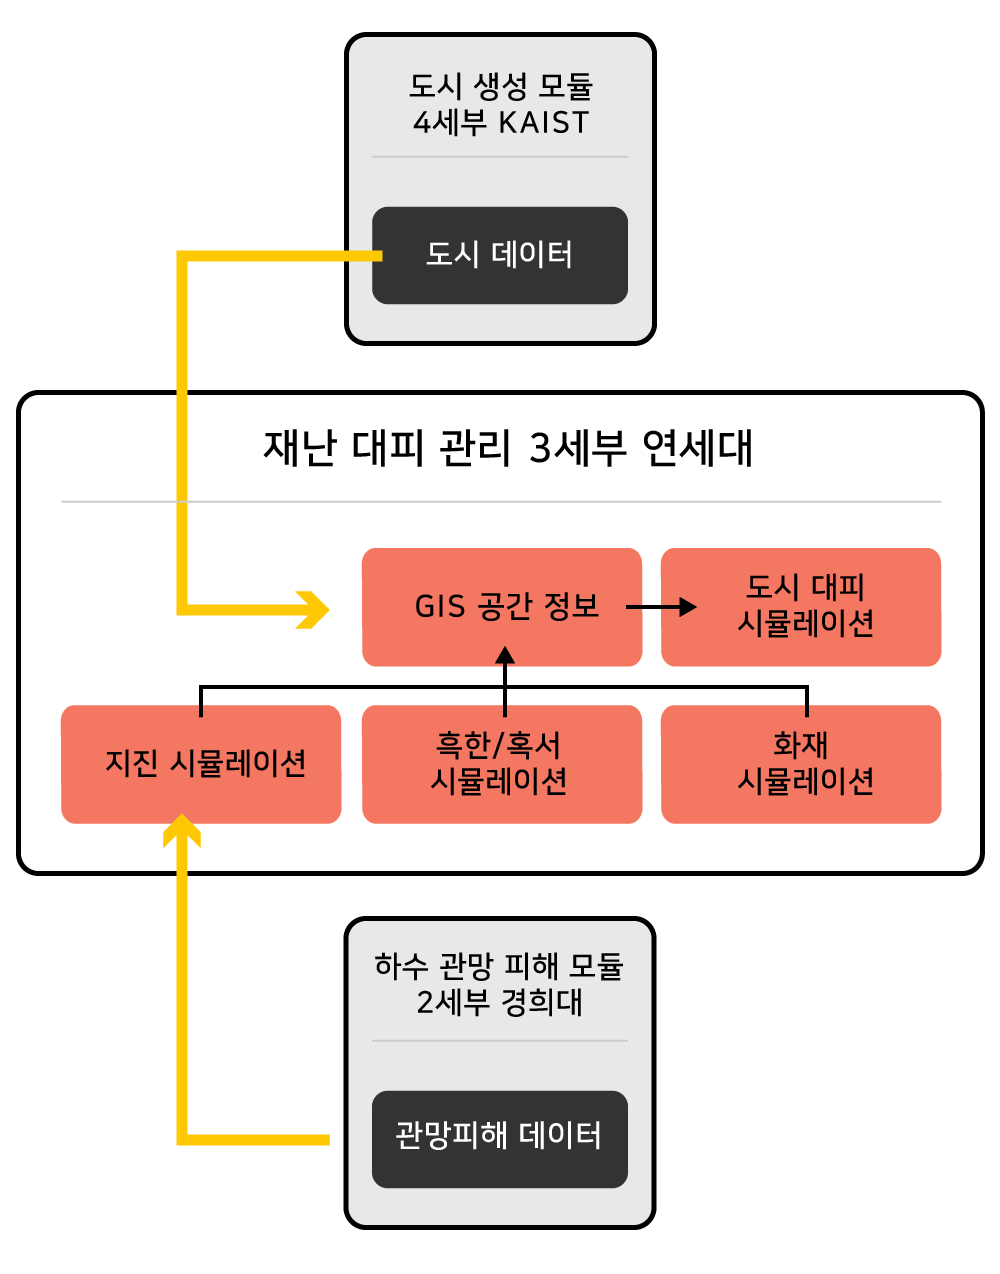 도시 생성 모듈
4세부 KAIST
도시 데이터
재난 대피 관리 3세부 연세대
GIS 공간 정보
도시 대피
시뮬레이션
지진 시뮬레이션
흑한/혹서
시뮬레이션
화재
시뮬레이션
하수 관망 피해 모듈
2세부 경희대
관망피해 데이터